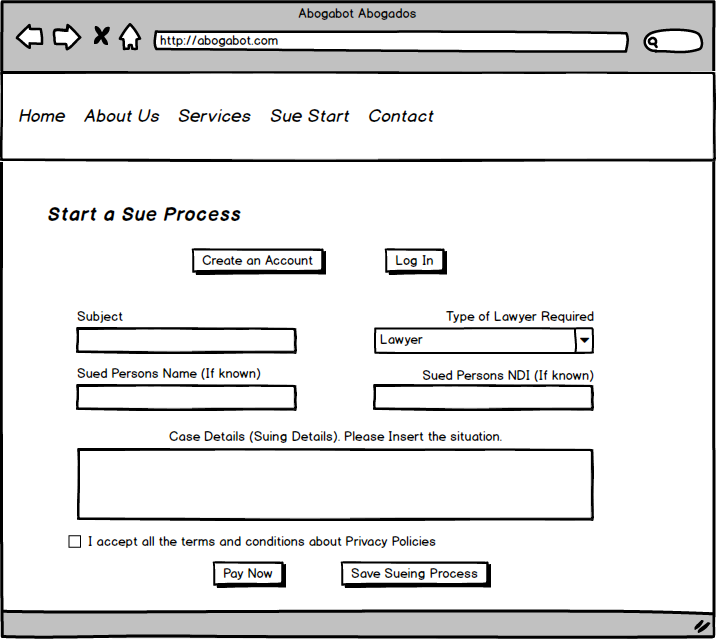 Abogabot Abogados
http://abogabot.com
Home About Us Services Sue Start Contact
Start a Sue Process
Create an Account Log In
Subject Type of Lawyer Required
Lawyer
Sued Persons Name (If known) Sued Persons NDI (If known)
Case Details (Suing Details). Please Insert the situation.
I accept all the terms and conditions about Privacy Policies
Pay Now Save Sueing Process